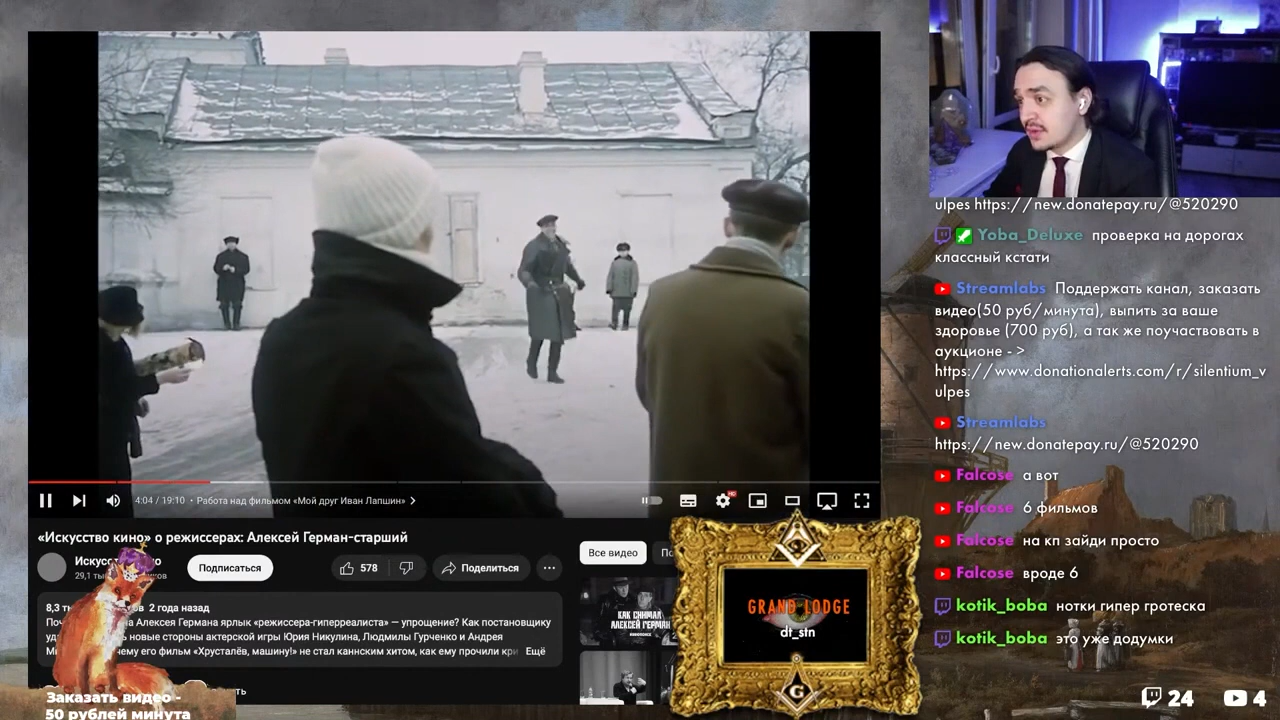 4:04 / 19:10 • Работа над фильмом «Мой друг Иван Лапшин»
«Искусство кино» о режиссерах: Алексей Герман-старший
Подписаться
578
Поделиться
2 года назад
Алексея Германа ярлык «режиссера-гиперреалиста» — упрощение? Как постановщику
новые стороны актерской игры Юрия Никулина, Людмилы Гурченко и Андрея
его фильм «Хрусталёв, машину!» не стал каннским хитом, как ему прочили кри Ещё
Все видео
КАК СНИМАЛ
АЛЕКСЕЙ ГЕРМАН
Заказать видео -
50 рублей минута
GRAND LODGE
dt_stn
G
ulpes https://new.donatepay.ru/@520290
Yoba_Deluxe проверка на дорогах
классный кстати
Streamlabs Поддержать канал, заказать
видео(50 руб/минута), выпить за ваше
здоровье (700 руб), а так же поучаствовать в
аукционе - >
https://www.donationalerts.com/r/silentium_v
ulpes
Streamlabs
https://new.donatepay.ru/@520290
Falcose а вот
Falcose 6 фильмов
Falcose на кп зайди просто
Falcose вроде 6
kotik_boba нотки гипер гротеска
kotik_boba это уже додумки
24
4